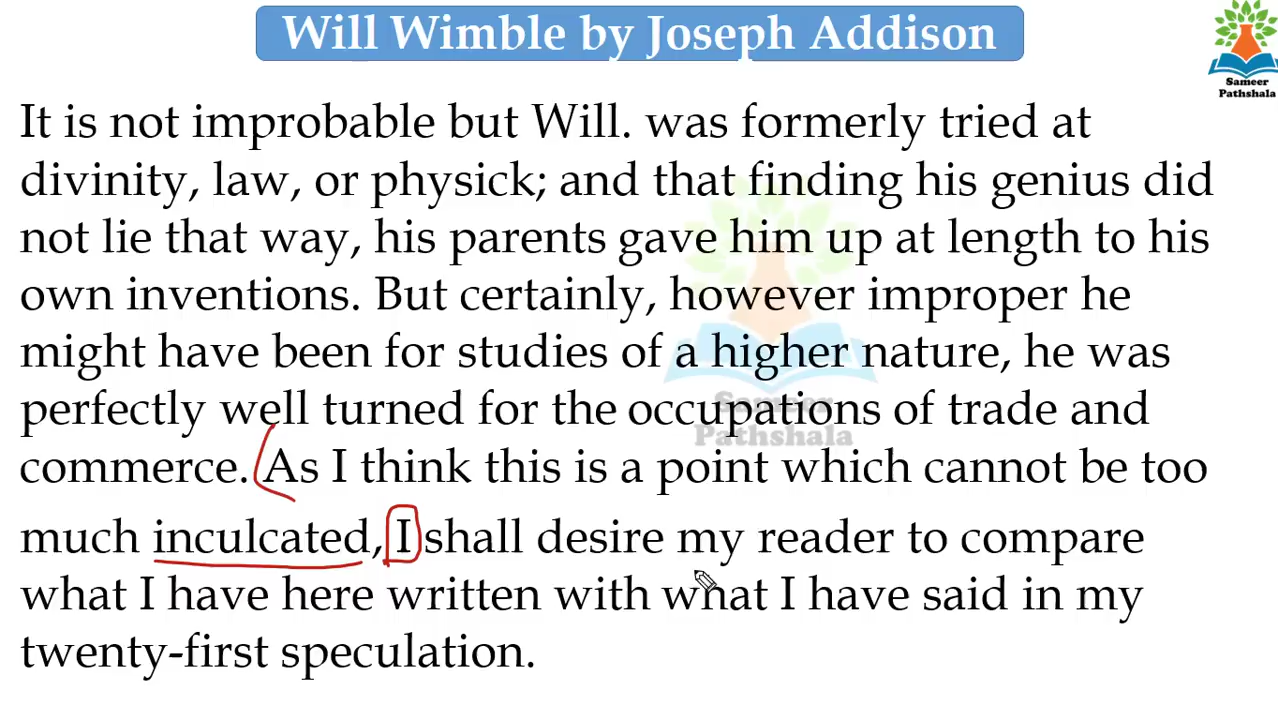 Will Wimble by Joseph Addison
Sameer
Pathshala
It is not improbable but Will. was formerly tried at
divinity, law, or physick; and that finding his genius did
not lie that way, his parents gave him up at length to his
own inventions. But certainly, however improper he
might have been for studies of a higher nature, he was
perfectly well turned for the occupations of trade and
commerce. As I think this is a point which cannot be too
much inculcated, I shall desire my reader to compare
what I have here written with what I have said in my
twenty-first speculation.
Sameer
Pathshala